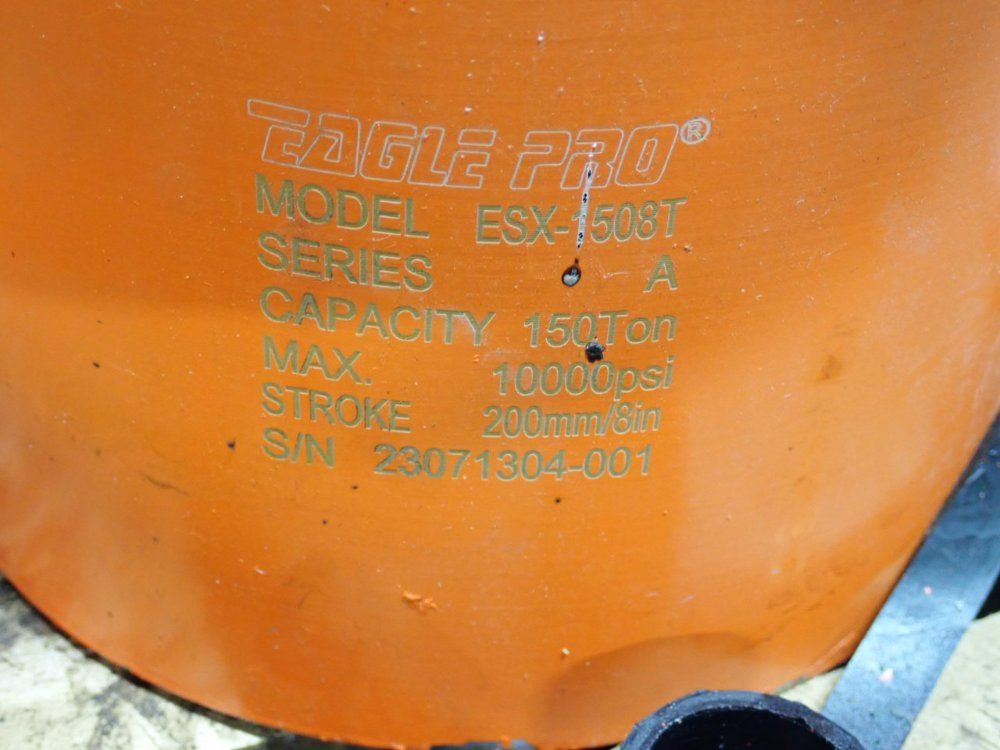 EAGLE PRO®
MODEL ESX-1508T
SERIES A
CAPACITY 150Ton
MAX. 10000psi
STROKE 200mm/8in
S/N 23071304-001